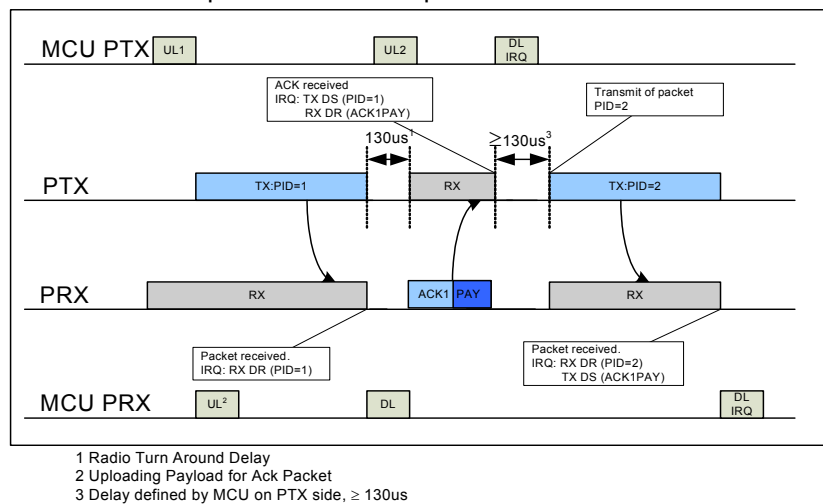 MCU PTX
UL1
UL2
DL
IRQ
ACK received
IRQ: TX DS (PID=1)
RX DR (ACK1PAY)
Transmit of packet
PID=2
130us1
≥130us3
PTX
TX:PID=1
RX
TX:PID=2
PRX
RX
ACK1
PAY
RX
Packet received.
IRQ: RX DR (PID=1)
Packet received.
IRQ: RX DR (PID=2)
TX DS (ACK1PAY)
MCU PRX
UL2
DL
DL
IRQ
1 Radio Turn Around Delay
2 Uploading Payload for Ack Packet
3 Delay defined by MCU on PTX side, ≥ 130us